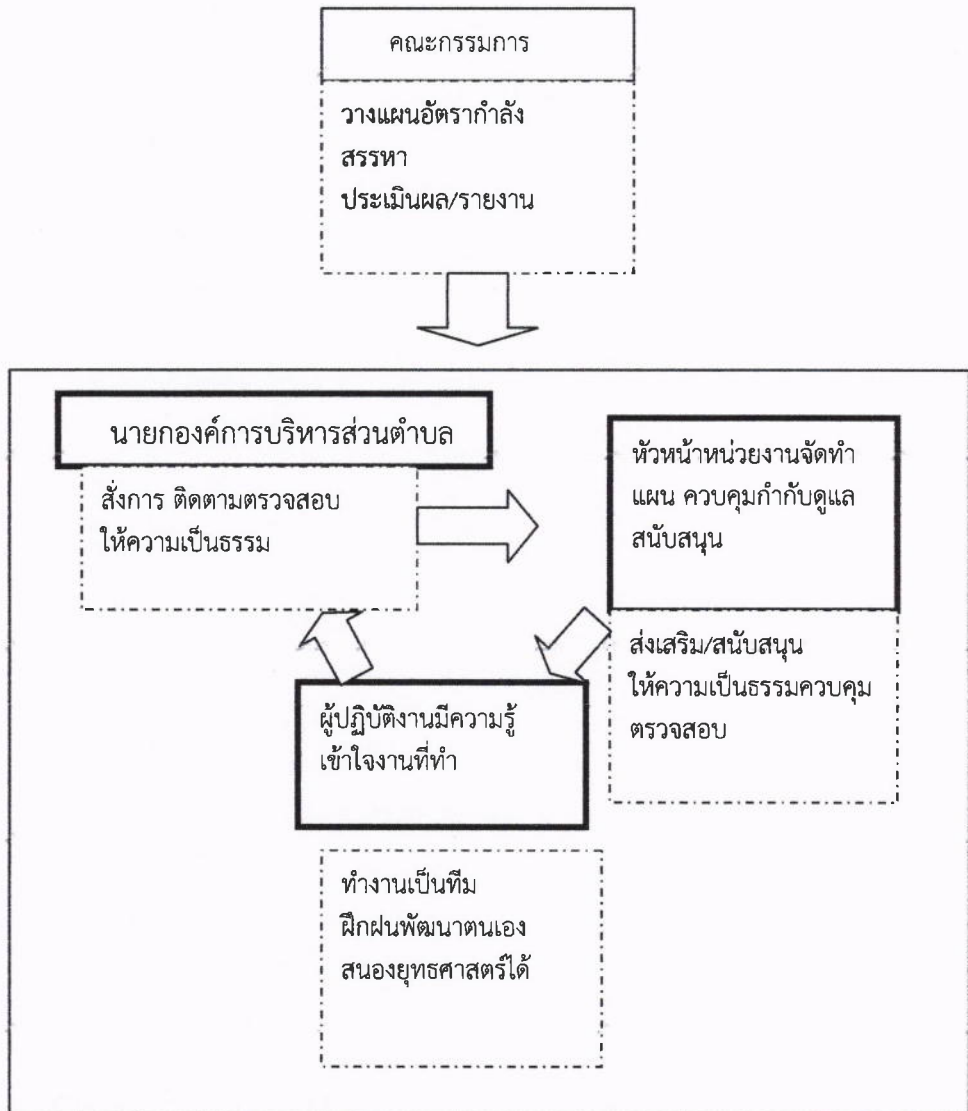 คณะกรรมการ
วางแผนอัตรากำลัง
สรรหา
ประเมินผล/รายงาน
นายกองค์การบริหารส่วนตำบล
สั่งการ ติดตามตรวจสอบ
ให้ความเป็นธรรม
หัวหน้าหน่วยงานจัดทำ
แผน ควบคุมกำกับดูแล
สนับสนุน
ส่งเสริม/สนับสนุน
ให้ความเป็นธรรมควบคุม
ตรวจสอบ
ผู้ปฏิบัติงานมีความรู้
เข้าใจงานที่ทำ
ทำงานเป็นทีม
ฝึกฝนพัฒนาตนเอง
สนองยุทธศาสตร์ได้